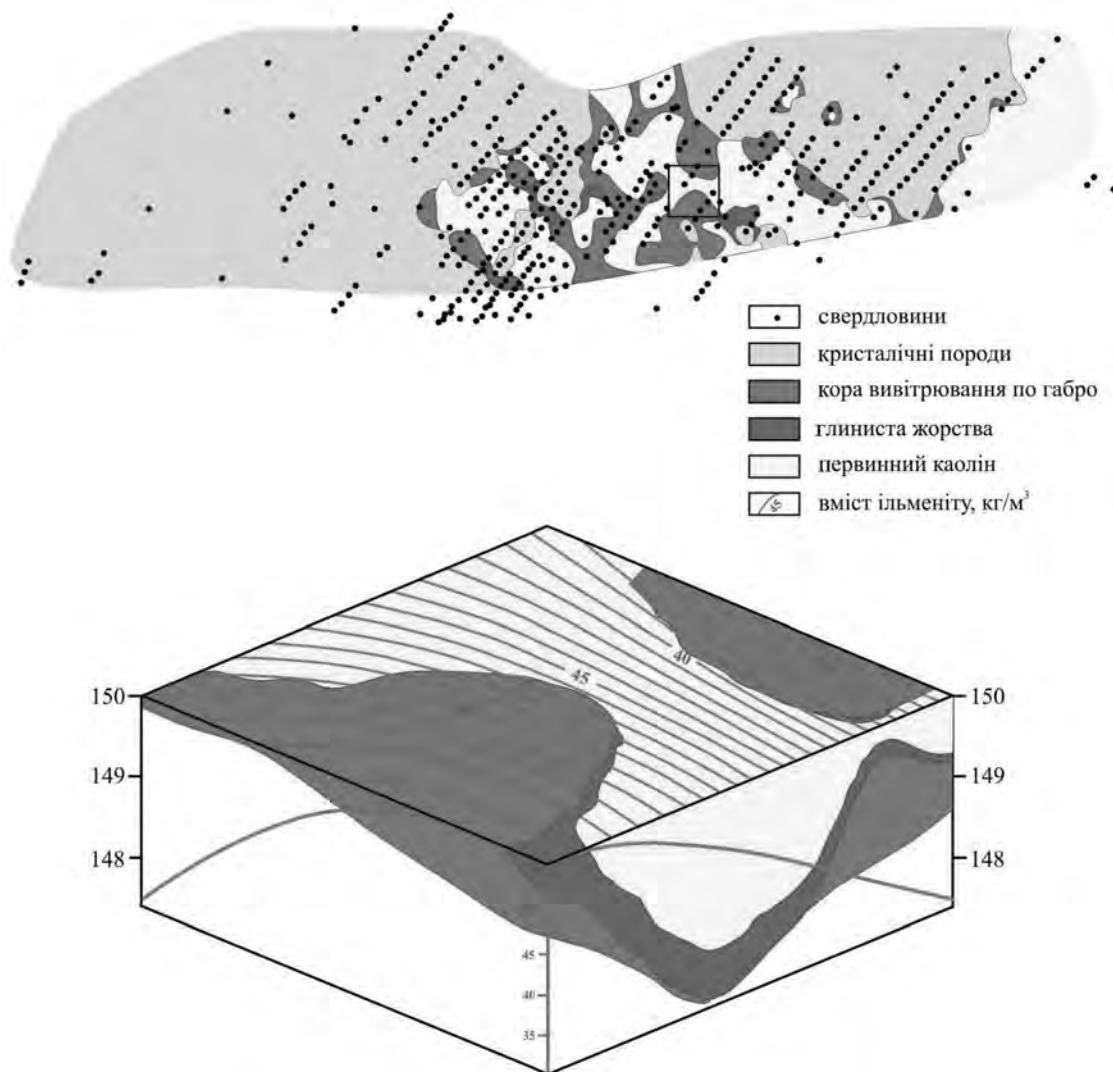 свердловини
кристалічні породи
кора вивітрювання по габро
глиниста жорства
первинний каолін
45
вміст ільменіту, кг/м³
40
45
150
150
149
149
148
148
45
40
35